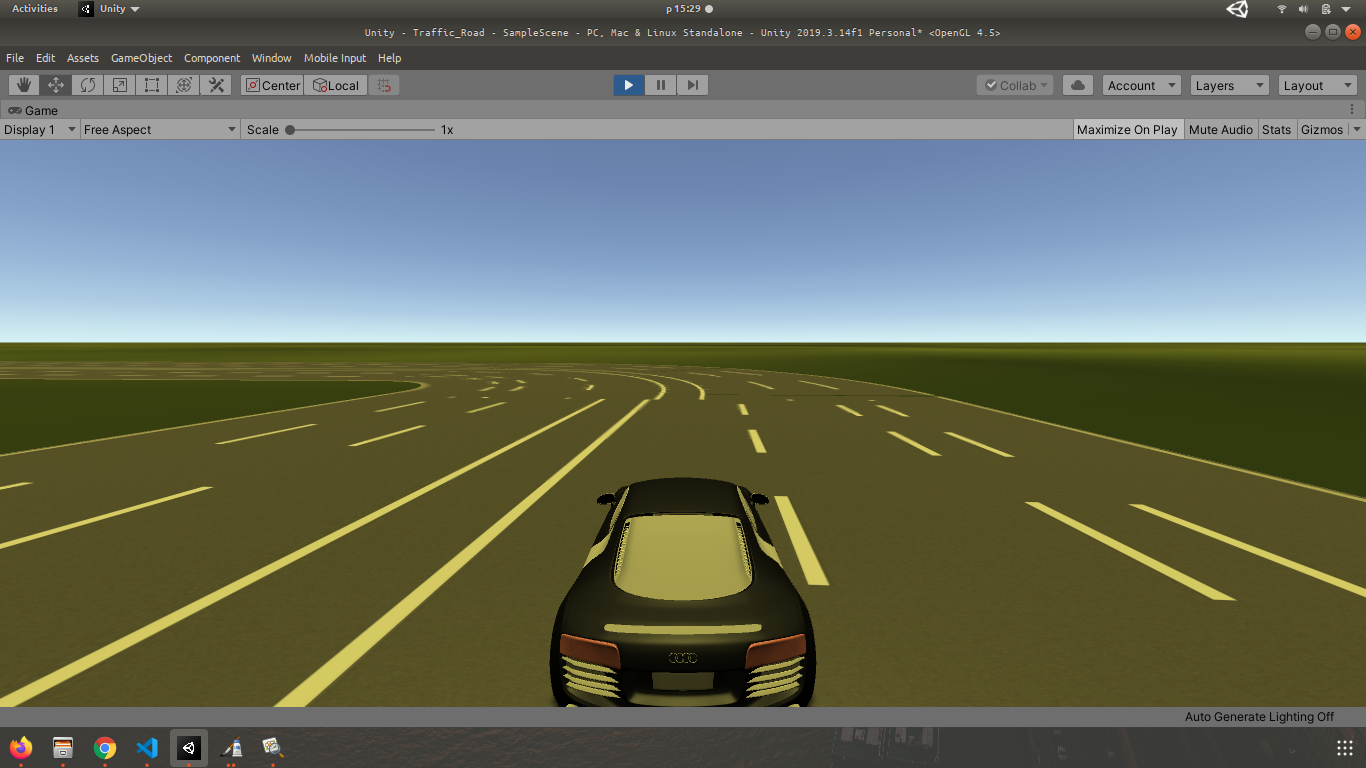 Activities Unity p 15:29
Unity - Traffic_Road - SampleScene - PC, Mac & Linux Standalone - Unity 2019.3.14f1 Personal* <OpenGL 4.5>
File Edit Assets GameObject Component Window Mobile Input Help
Center Local Collab Account Layers Layout
Game
Display 1 Free Aspect Scale 1x Maximize On Play Mute Audio Stats Gizmos
Auto Generate Lighting Off